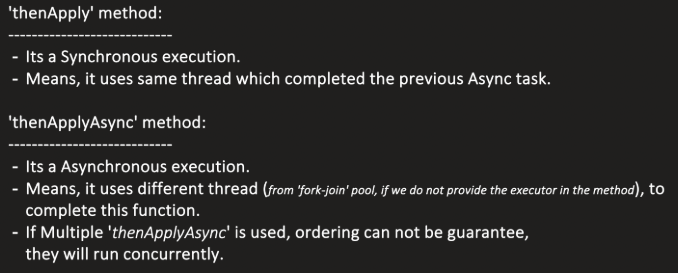 'thenApply' method:
----------------------------
- Its a Synchronous execution.
- Means, it uses same thread which completed the previous Async task.
'thenApplyAsync' method:
----------------------------
- Its a Asynchronous execution.
- Means, it uses different thread (from 'fork-join' pool, if we do not provide the executor in the method), to
complete this function.
- If Multiple 'thenApplyAsync' is used, ordering can not be guarantee,
they will run concurrently.